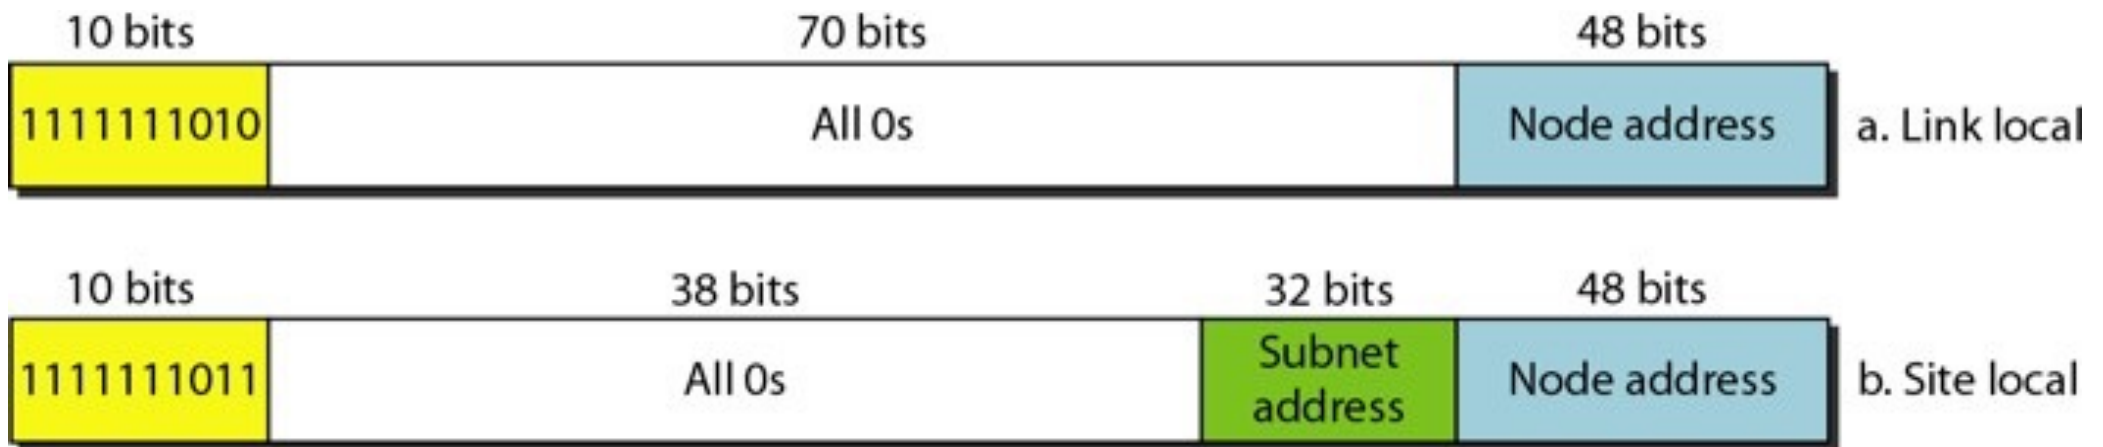 10 bits 70 bits 48 bits
1111111010 All 0s Node address a. Link local
10 bits 38 bits 32 bits 48 bits
1111111011 All 0s Subnet address Node address b. Site local